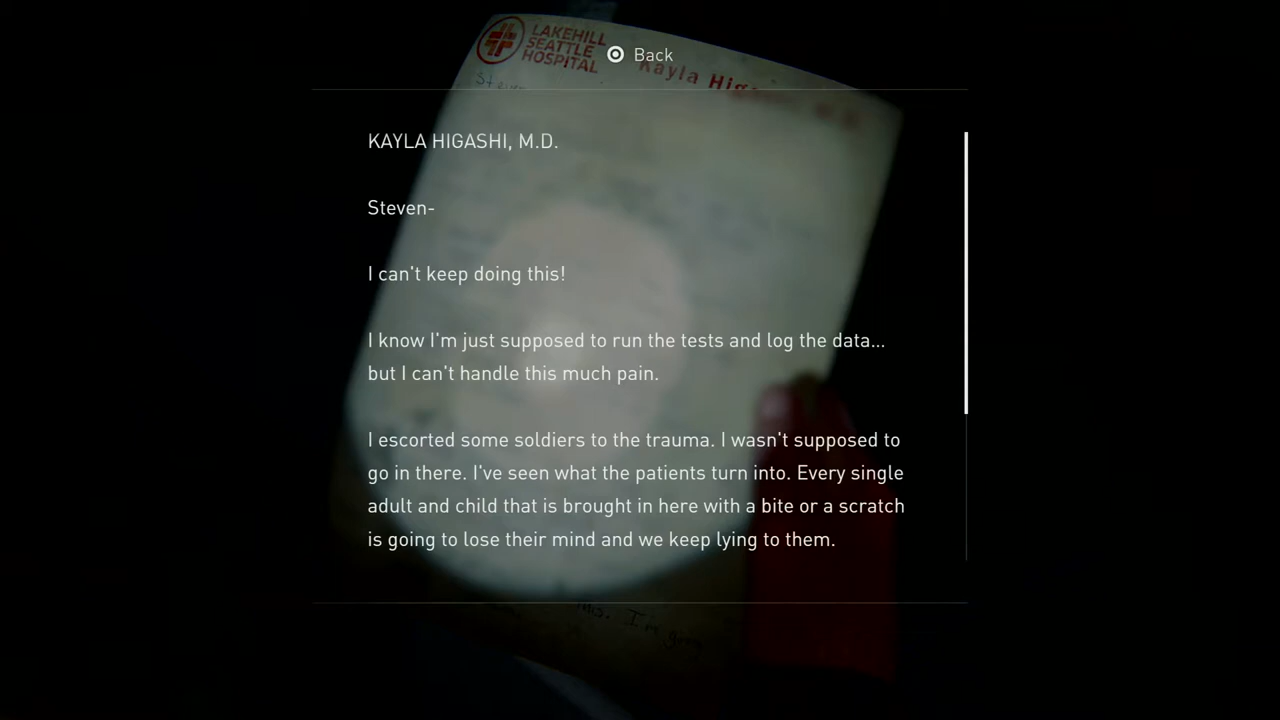 LAKEHILL
SEATTLE
HOSPITAL
Back
Kayla Hig
KAYLA HIGASHI, M.D.
Steven-
I can't keep doing this!
I know I'm just supposed to run the tests and log the data...
but I can't handle this much pain.
I escorted some soldiers to the trauma. I wasn't supposed to
go in there. I've seen what the patients turn into. Every single
adult and child that is brought in here with a bite or a scratch
is going to lose their mind and we keep lying to them.
this. I'm